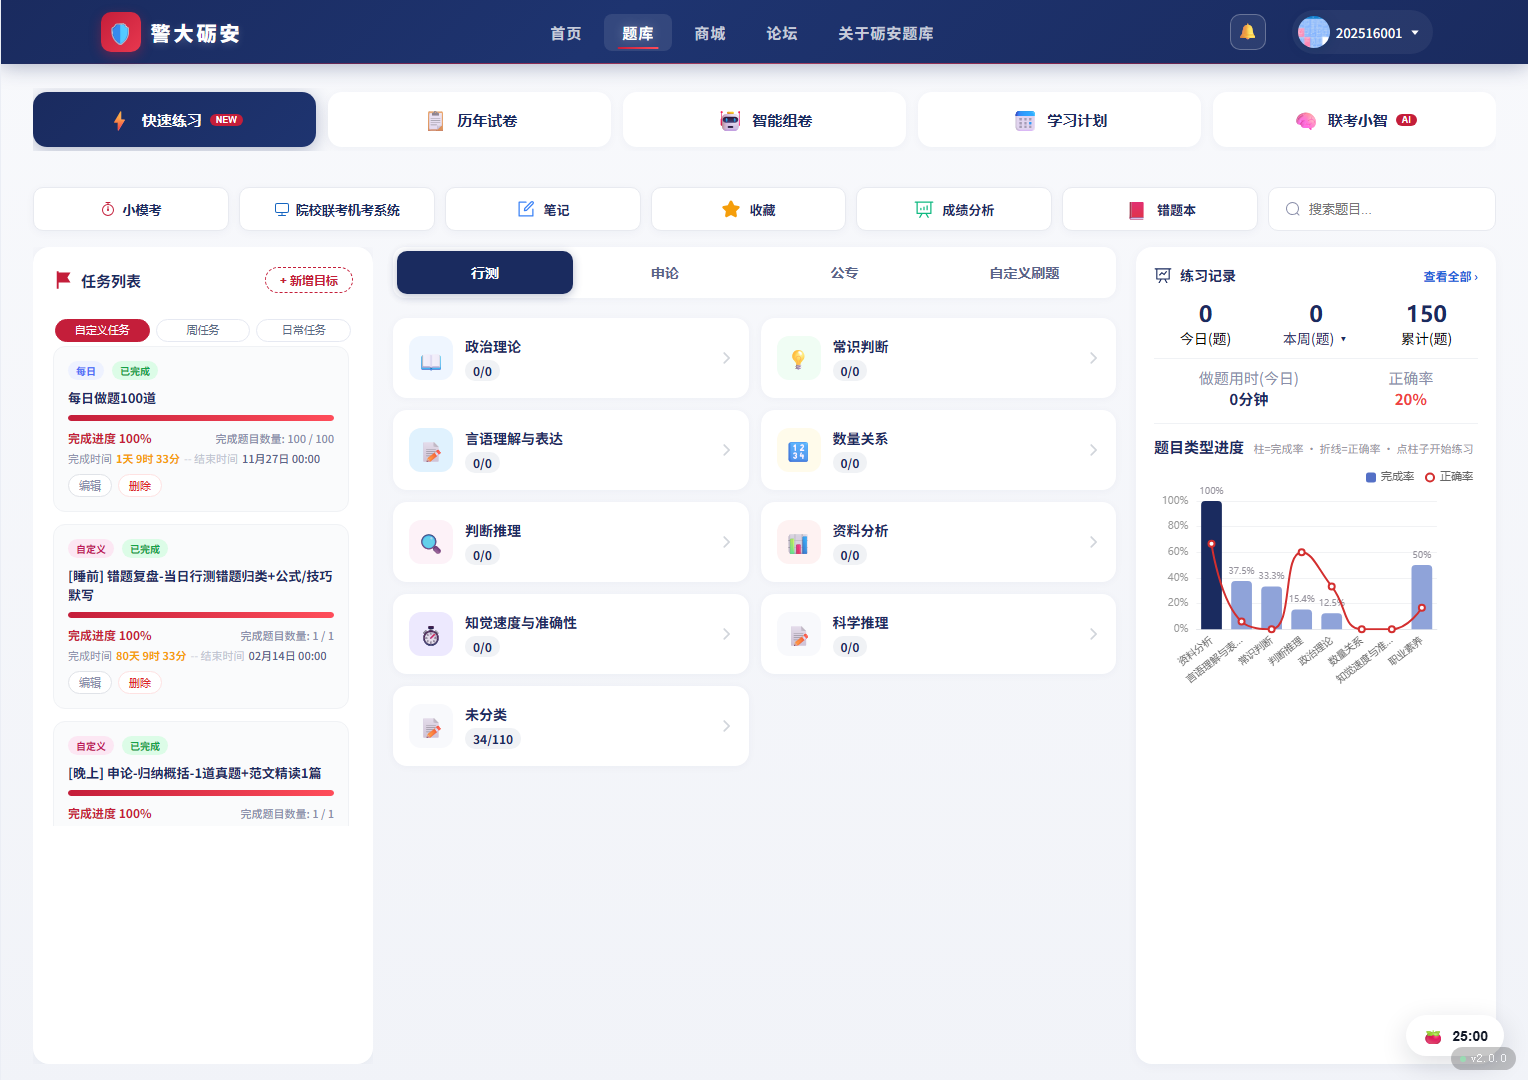 警大砺安
首页
题库
商城
论坛
关于砺安题库
202516001
快速练习 NEW
历年试卷
智能组卷
学习计划
联考小智 AI
小模考
院校联考机考系统
笔记
收藏
成绩分析
错题本
搜索题目...
任务列表
+ 新增目标
自定义任务
周任务
日常任务
每日 已完成
每日做题100道
完成进度 100% 完成题目数量: 100 / 100
完成时间 1天 9时 33分 -- 结束时间 11月27日 00:00
编辑 删除
自定义 已完成
[睡前] 错题复盘-当日行测错题归类+公式/技巧
默写
完成进度 100% 完成题目数量: 1 / 1
完成时间 80天 9时 33分 -- 结束时间 02月14日 00:00
编辑 删除
自定义 已完成
[晚上] 申论-归纳概括-1道真题+范文精读1篇
完成进度 100% 完成题目数量: 1 / 1
行测
申论
公专
自定义刷题
政治理论
0/0
常识判断
0/0
言语理解与表达
0/0
数量关系
0/0
判断推理
0/0
资料分析
0/0
知觉速度与准确性
0/0
科学推理
0/0
未分类
34/110
练习记录
查看全部 ›
0 0 150
今日(题) 本周(题) ▾ 累计(题)
做题用时(今日) 正确率
0分钟 20%
题目类型进度 柱=完成率 · 折线=正确率 · 点柱子开始练习
完成率 正确率
100%
80%
60%
40%
20%
0%
100%
37.5%
33.3%
15.4%
12.5%
50%
资料分析
言语理解与表...
常识判断
判断推理
政治理论
数量关系
知觉速度与准...
职业素养
25:00
v2.0.0